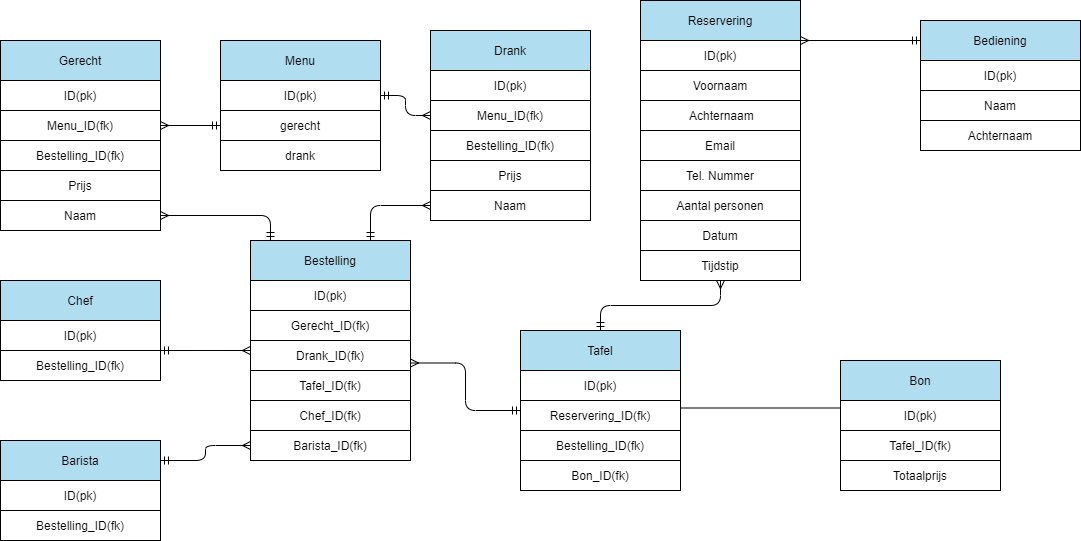 Gerecht
ID(pk)
Menu_ID(fk)
Bestelling_ID(fk)
Prijs
Naam
Menu
ID(pk)
gerecht
drank
Drank
ID(pk)
Menu_ID(fk)
Bestelling_ID(fk)
Prijs
Naam
Reservering
ID(pk)
Voornaam
Achternaam
Email
Tel. Nummer
Aantal personen
Datum
Tijdstip
Bediening
ID(pk)
Naam
Achternaam
Chef
ID(pk)
Bestelling_ID(fk)
Bestelling
ID(pk)
Gerecht_ID(fk)
Drank_ID(fk)
Tafel_ID(fk)
Chef_ID(fk)
Barista_ID(fk)
Tafel
ID(pk)
Reservering_ID(fk)
Bestelling_ID(fk)
Bon_ID(fk)
Bon
ID(pk)
Tafel_ID(fk)
Totaalprijs
Barista
ID(pk)
Bestelling_ID(fk)